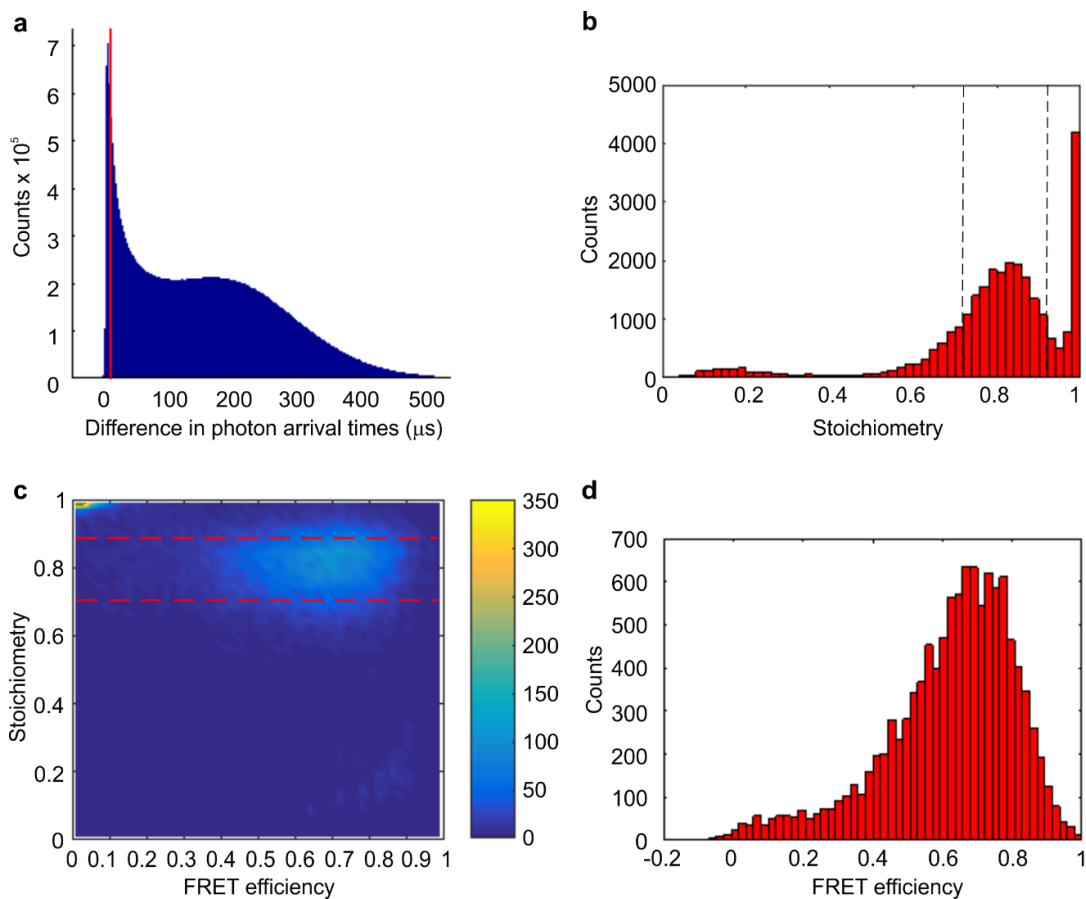 a
7
6
5
4
3
2
1
0
Counts x 10⁵
0 100 200 300 400 500
Difference in photon arrival times (μs)
b
5000
4000
3000
2000
1000
0
Counts
0 0.2 0.4 0.6 0.8 1
Stoichiometry
c
1
0.8
0.6
0.4
0.2
0
Stoichiometry
0 0.1 0.2 0.3 0.4 0.5 0.6 0.7 0.8 0.9 1
FRET efficiency
350
300
250
200
150
100
50
0
d
700
600
500
400
300
200
100
0
Counts
-0.2 0 0.2 0.4 0.6 0.8 1
FRET efficiency